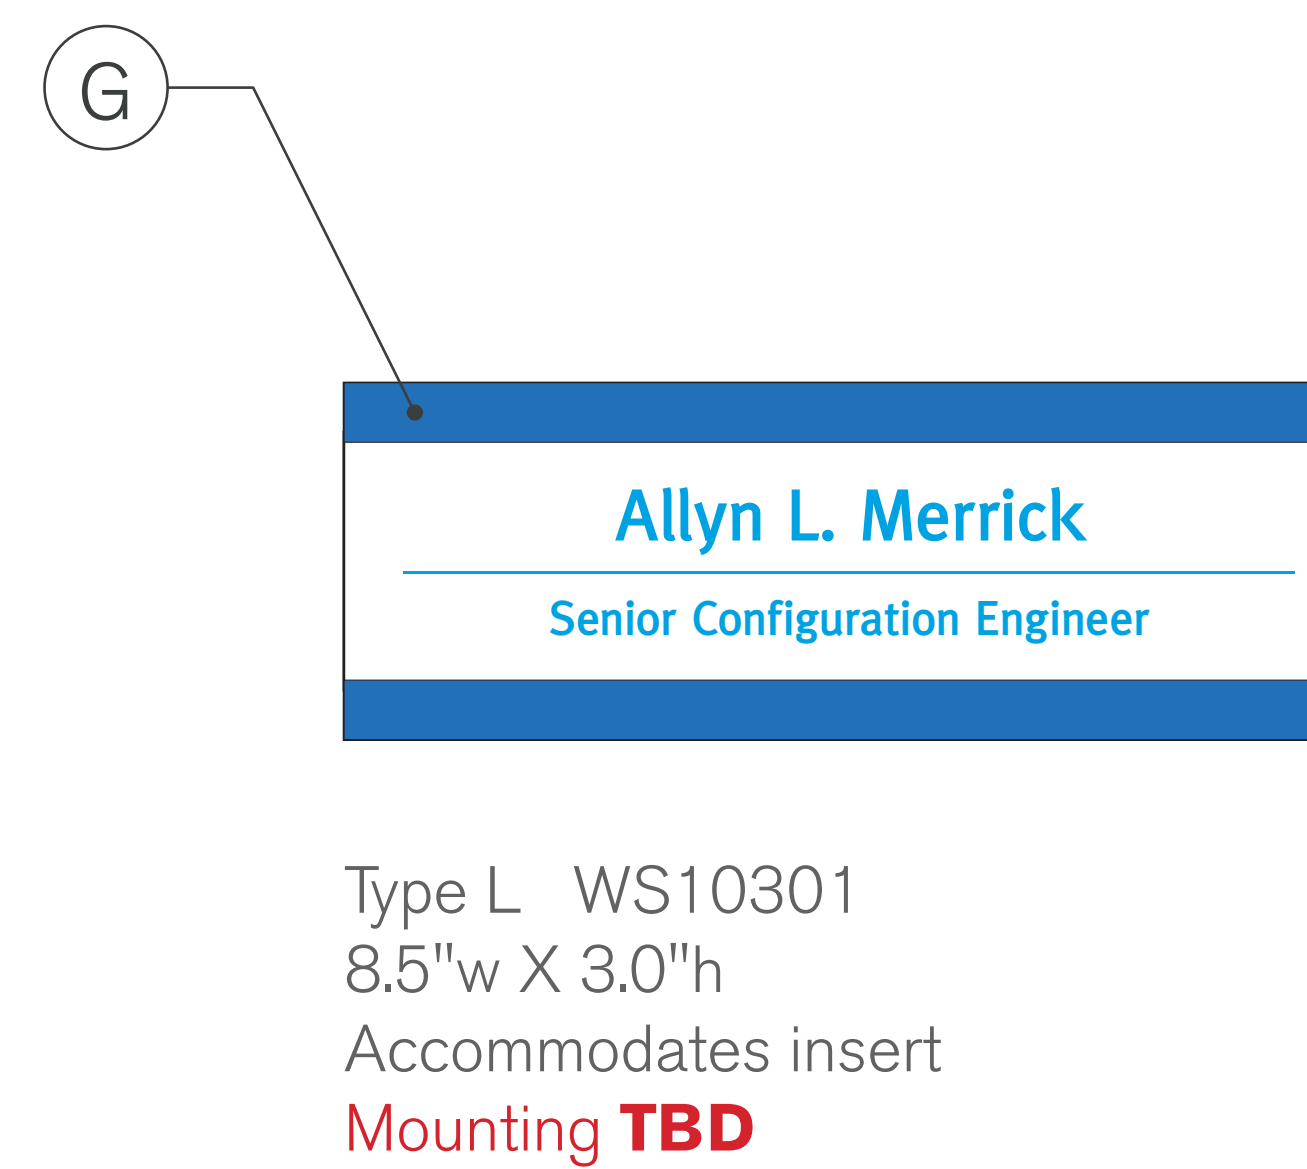 G
Allyn L. Merrick
Senior Configuration Engineer
Type L WS10301
8.5"w X 3.0"h
Accommodates insert
Mounting TBD